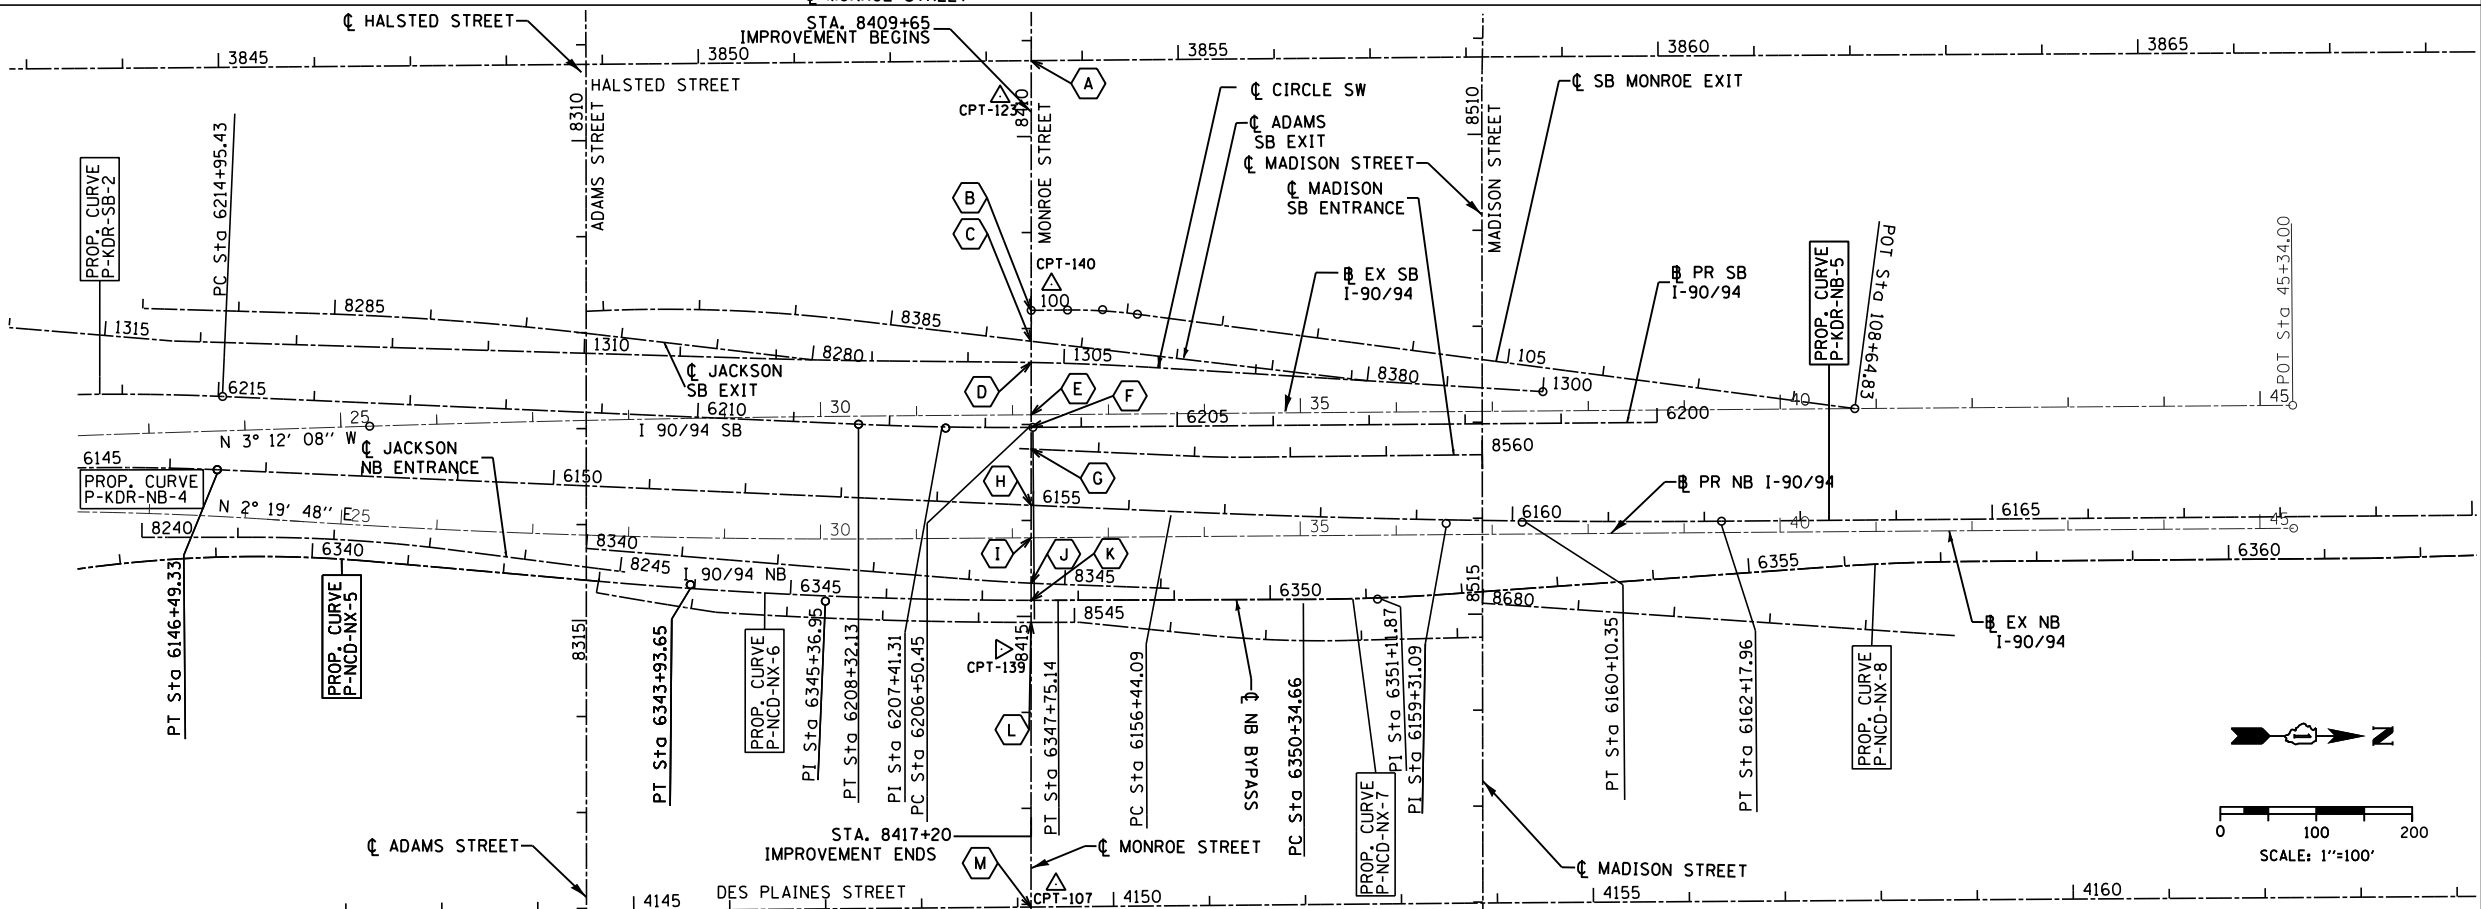 ℄ HALSTED STREET
STA. 8409+65
IMPROVEMENT BEGINS
3845
3850
3855
3860
3865
HALSTED STREET
A
℄ SB MONROE EXIT
℄ CIRCLE SW
CPT-123
8310
8410
8510
ADAMS STREET
MONROE STREET
MADISON STREET
℄ ADAMS
SB EXIT
℄ MADISON STREET
℄ MADISON
SB ENTRANCE
PROP. CURVE
P-KDR-SB-2
PC Sta 6214+95.43
B
C
CPT-140
100
Ⅎ EX SB
I-90/94
PR SB
I-90/94
PROP. CURVE
P-KDR-NB-5
POT Sta 108+64.83
POT Sta 45+34.00
8285
8385
1315
1310
8280
1305
105
8380
1300
℄ JACKSON
SB EXIT
D
E
F
6215
6210
30
35
40
45
6205
6200
25
I 90/94 SB
N 3° 12' 08" W
℄ JACKSON
NB ENTRANCE
8560
6145
PROP. CURVE
P-KDR-NB-4
6150
H
G
6155
PR NB I-90/94
N 2° 19' 48" E
25
30
35
6160
40
6165
45
8240
8340
I
J
K
6340
8245
I 90/94 NB
6345
8345
6350
8515
6355
6360
8545
8680
EX NB
I-90/94
PT Sta 6146+49.33
PROP. CURVE
P-NCD-NX-5
8315
PT Sta 6343+93.65
PROP. CURVE
P-NCD-NX-6
PI Sta 6345+36.95
PT Sta 6208+32.13
PI Sta 6207+41.31
PC Sta 6206+50.45
CPT-139
8415
L
PT Sta 6347+75.14
PC Sta 6156+44.09
℄ NB BYPASS
PC Sta 6350+34.66
PROP. CURVE
P-NCD-NX-7
PI Sta 6351+11.87
PI Sta 6159+31.09
PT Sta 6160+10.35
PT Sta 6162+17.96
PROP. CURVE
P-NCD-NX-8
N
0 100 200
SCALE: 1"=100'
STA. 8417+20
IMPROVEMENT ENDS
℄ ADAMS STREET
℄ MONROE STREET
℄ MADISON STREET
M
DES PLAINES STREET
CPT-107
4145
4150
4155
4160